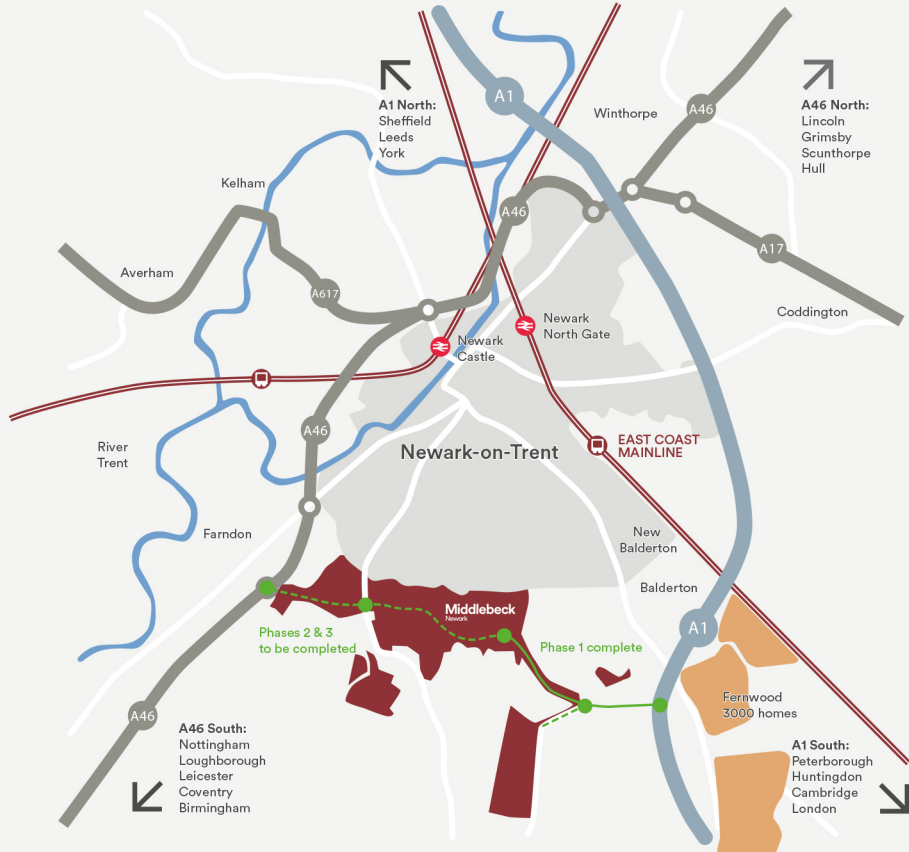 A1 North:
Sheffield
Leeds
York
A1
Winthorpe
A46
A46 North:
Lincoln
Grimsby
Scunthorpe
Hull
Kelham
A46
A17
Averham
A617
Coddington
Newark
Castle
Newark
North Gate
A46
River
Trent
Newark-on-Trent
EAST COAST
MAINLINE
Farndon
New
Balderton
Balderton
Middlebeck
Newark
Phases 2 & 3
to be completed
Phase 1 complete
A1
Fernwood
3000 homes
A46
A46 South:
Nottingham
Loughborough
Leicester
Coventry
Birmingham
A1 South:
Peterborough
Huntingdon
Cambridge
London